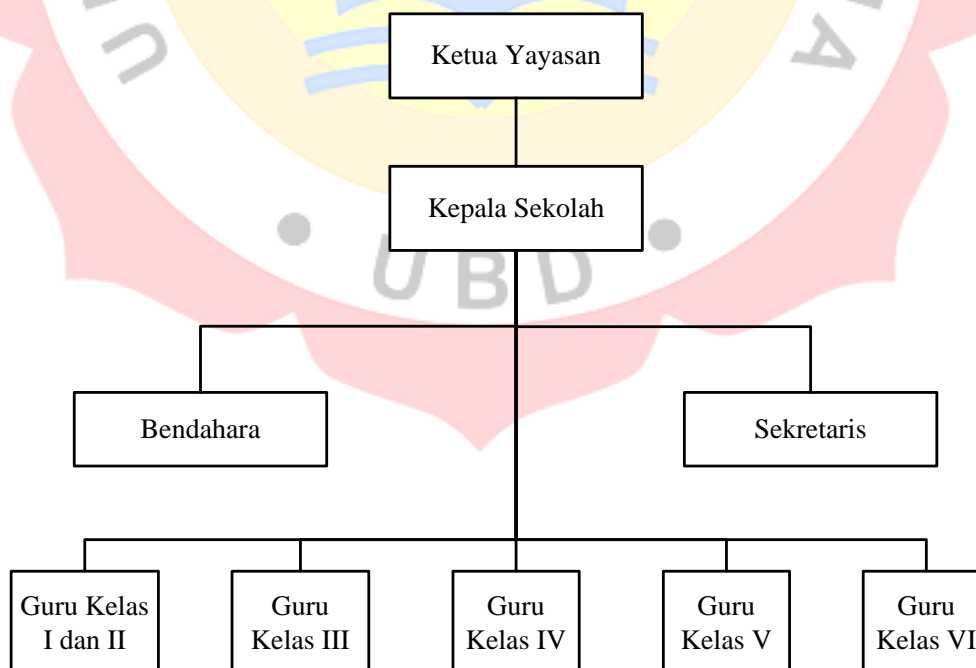 Ketua Yayasan
Kepala Sekolah
U B D
Bendahara
Sekretaris
Guru Kelas
I dan II
Guru
Kelas III
Guru
Kelas IV
Guru
Kelas V
Guru
Kelas VI